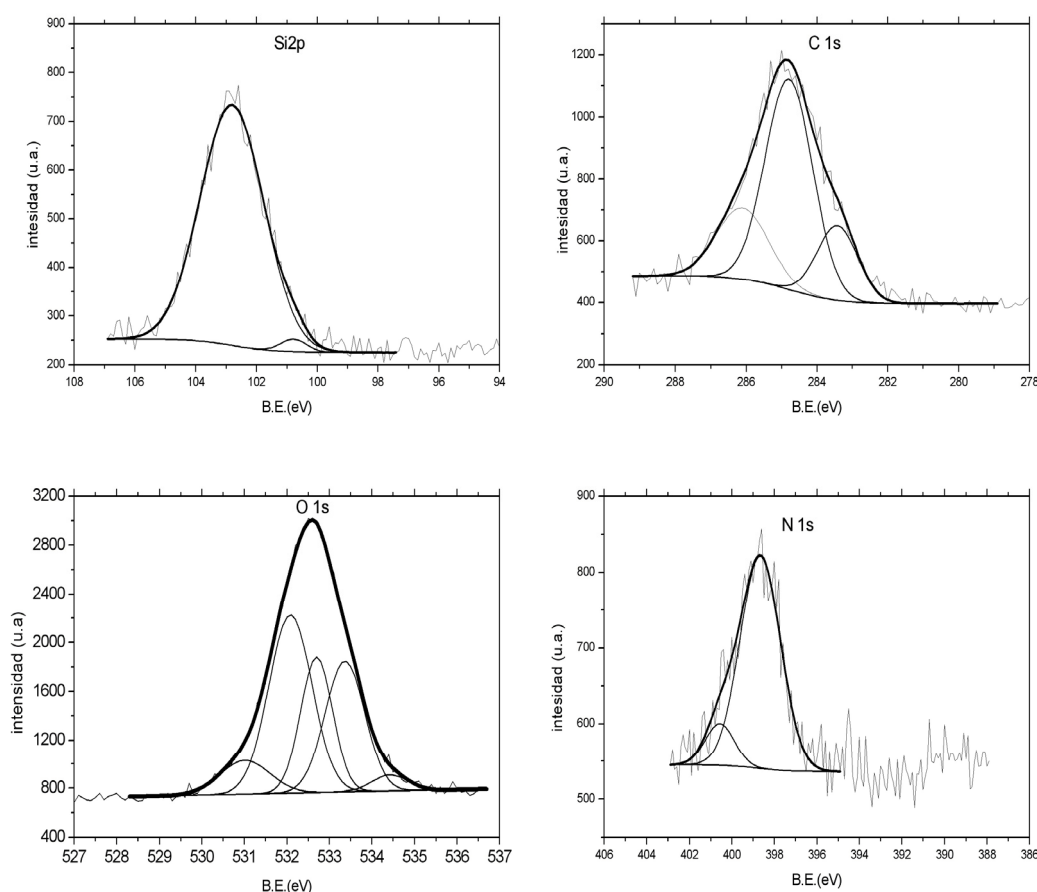 Si2p
intesidad (u.a.)
900
800
700
600
500
400
300
200
108 106 104 102 100 98 96 94
B.E.(eV)
C 1s
intesidad (u.a.)
1200
1000
800
600
400
200
290 288 286 284 282 280 278
B.E.(eV)
O 1s
intensidad (u.a)
3200
2800
2400
2000
1600
1200
800
400
527 528 529 530 531 532 533 534 535 536 537
B.E.(eV)
N 1s
intesidad (u.a.)
900
800
700
600
500
406 404 402 400 398 396 394 392 390 388 386
B.E.(eV)